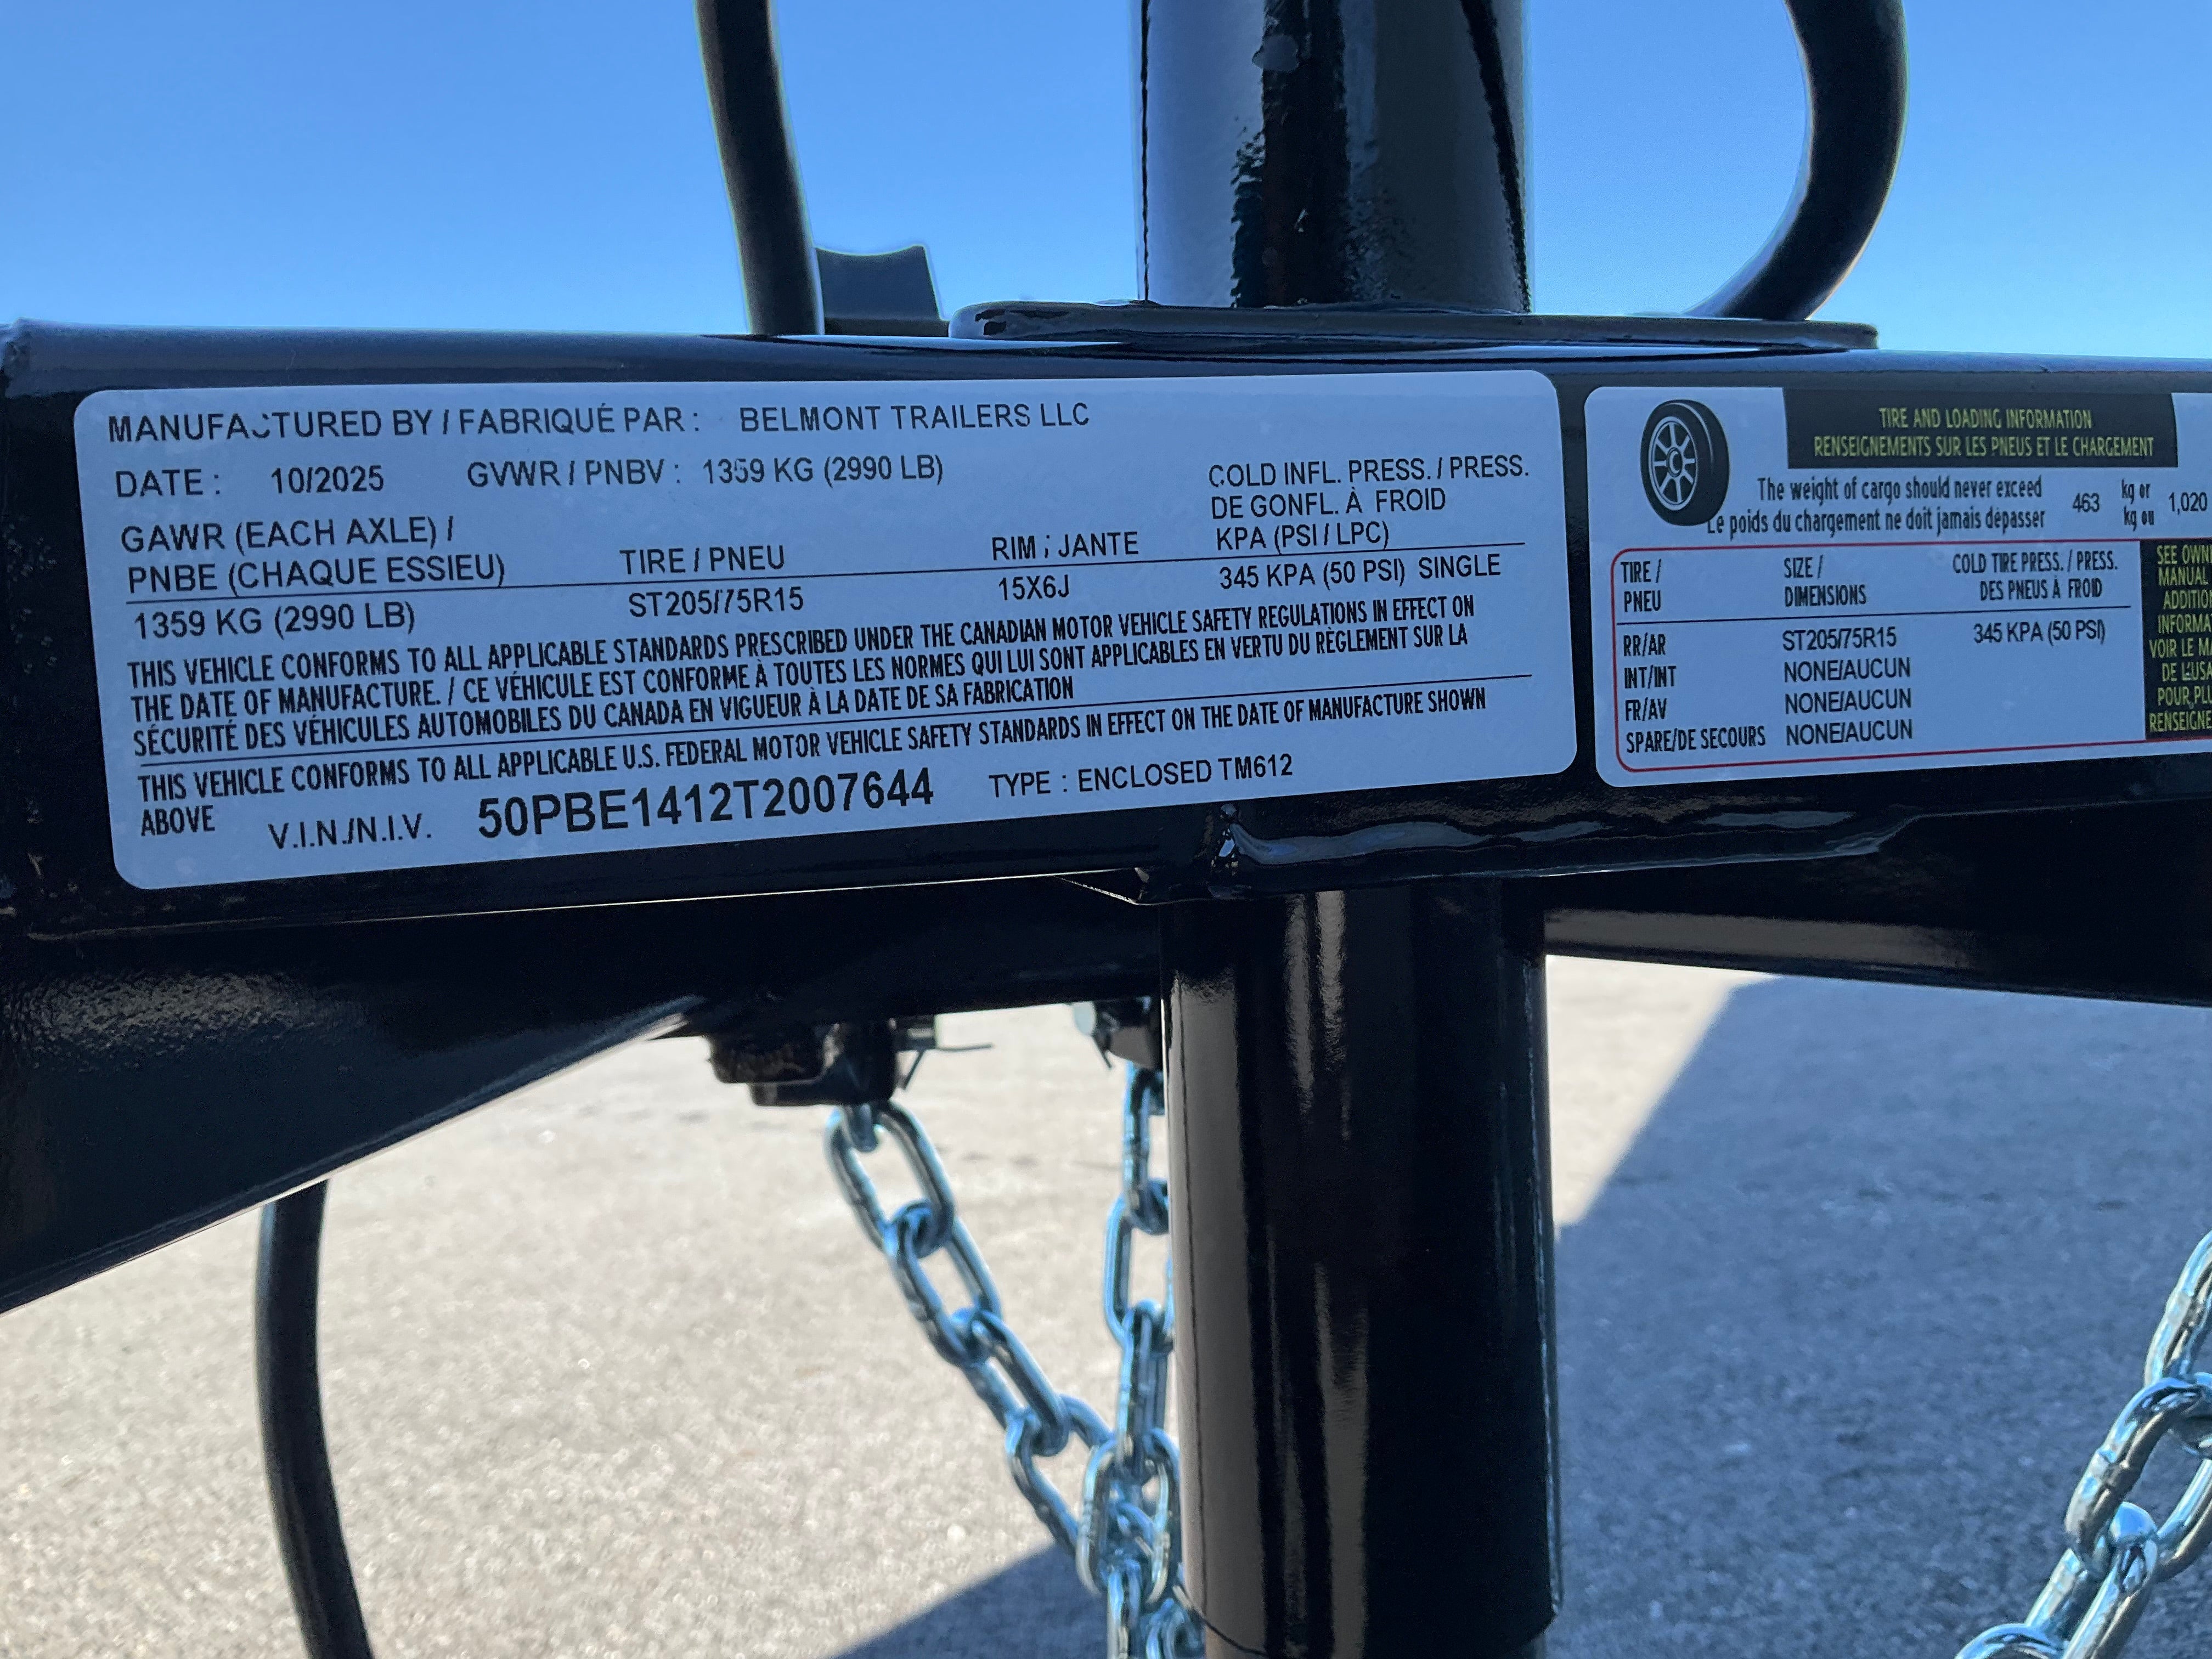 MANUFACTURED BY / FABRIQUÉ PAR : BELMONT TRAILERS LLC
DATE : 10/2025 GVWR / PNBV : 1359 KG (2990 LB)
GAWR (EACH AXLE) /
PNBE (CHAQUE ESSIEU)
TIRE / PNEU
RIM / JANTE
COLD INFL. PRESS. / PRESS.
DE GONFL. À FROID
KPA (PSI / LPC)
1359 KG (2990 LB) ST205/75R15 15X6J 345 KPA (50 PSI) SINGLE
THIS VEHICLE CONFORMS TO ALL APPLICABLE STANDARDS PRESCRIBED UNDER THE CANADIAN MOTOR VEHICLE SAFETY REGULATIONS IN EFFECT ON
THE DATE OF MANUFACTURE. / CE VÉHICULE EST CONFORME À TOUTES LES NORMES QUI LUI SONT APPLICABLES EN VERTU DU RÈGLEMENT SUR LA
SÉCURITÉ DES VÉHICULES AUTOMOBILES DU CANADA EN VIGUEUR À LA DATE DE SA FABRICATION
THIS VEHICLE CONFORMS TO ALL APPLICABLE U.S. FEDERAL MOTOR VEHICLE SAFETY STANDARDS IN EFFECT ON THE DATE OF MANUFACTURE SHOWN
ABOVE
V.I.N./N.I.V. 50PBE1412T2007644 TYPE : ENCLOSED TM612
TIRE AND LOADING INFORMATION
RENSEIGNEMENTS SUR LES PNEUS ET LE CHARGEMENT
The weight of cargo should never exceed
Le poids du chargement ne doit jamais dépasser
463
kg or
kg ou
1,020
TIRE /
PNEU
SIZE /
DIMENSIONS
COLD TIRE PRESS. / PRESS.
DES PNEUS À FROID
RR/AR ST205/75R15 345 KPA (50 PSI)
INT/INT NONE/AUCUN
FR/AV NONE/AUCUN
SPARE/DE SECOURS NONE/AUCUN
SEE
MANUAL
VOIR LE
DE
POUR